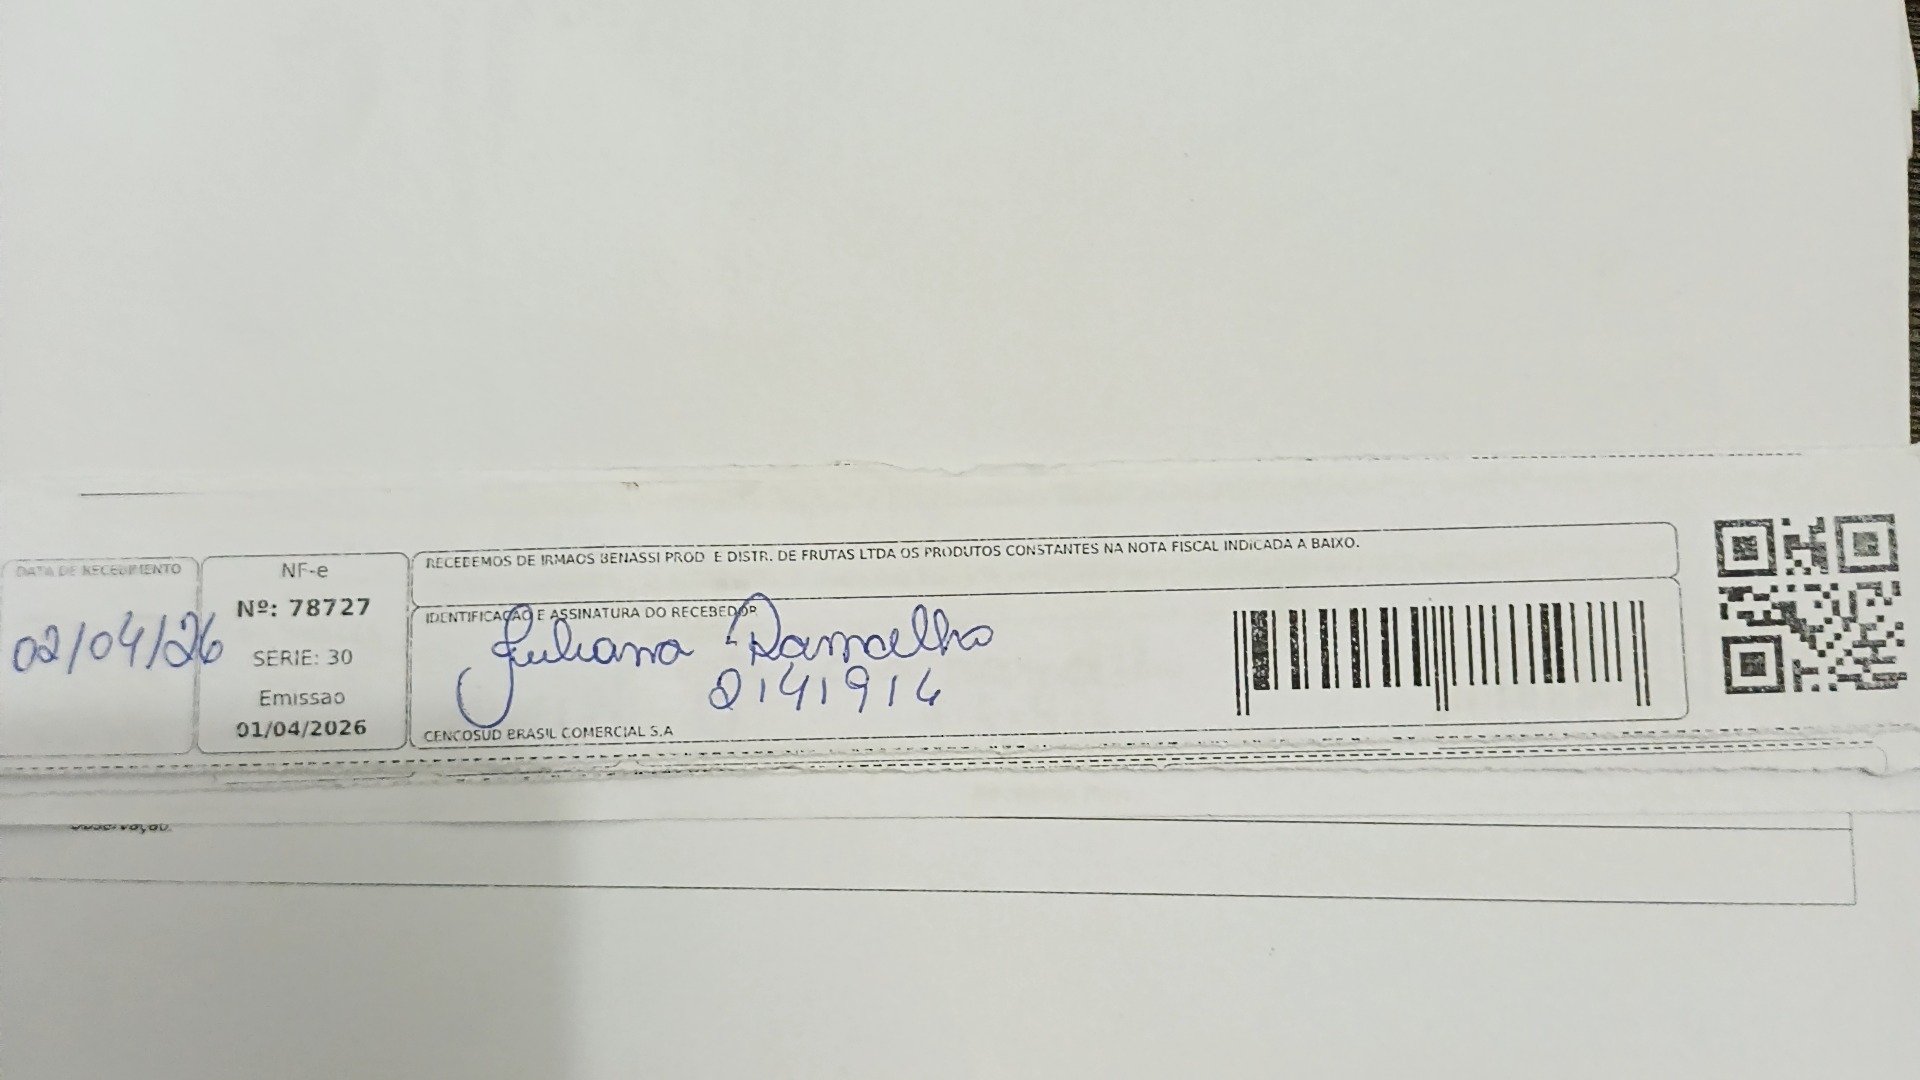 RECEBEMOS DE IRMAOS BENASSI PROD E DISTR. DE FRUTAS LTDA OS PRODUTOS CONSTANTES NA NOTA FISCAL INDICADA A BAIXO.
DATA DE RECEBIMENTO
02/04/26
NF-e
Nº: 78727
SERIE: 30
Emissao
01/04/2026
IDENTIFICAÇÃO E ASSINATURA DO RECEBEDOR
Juliana Ramalho
2141914
CENCOSUD BRASIL COMERCIAL S.A